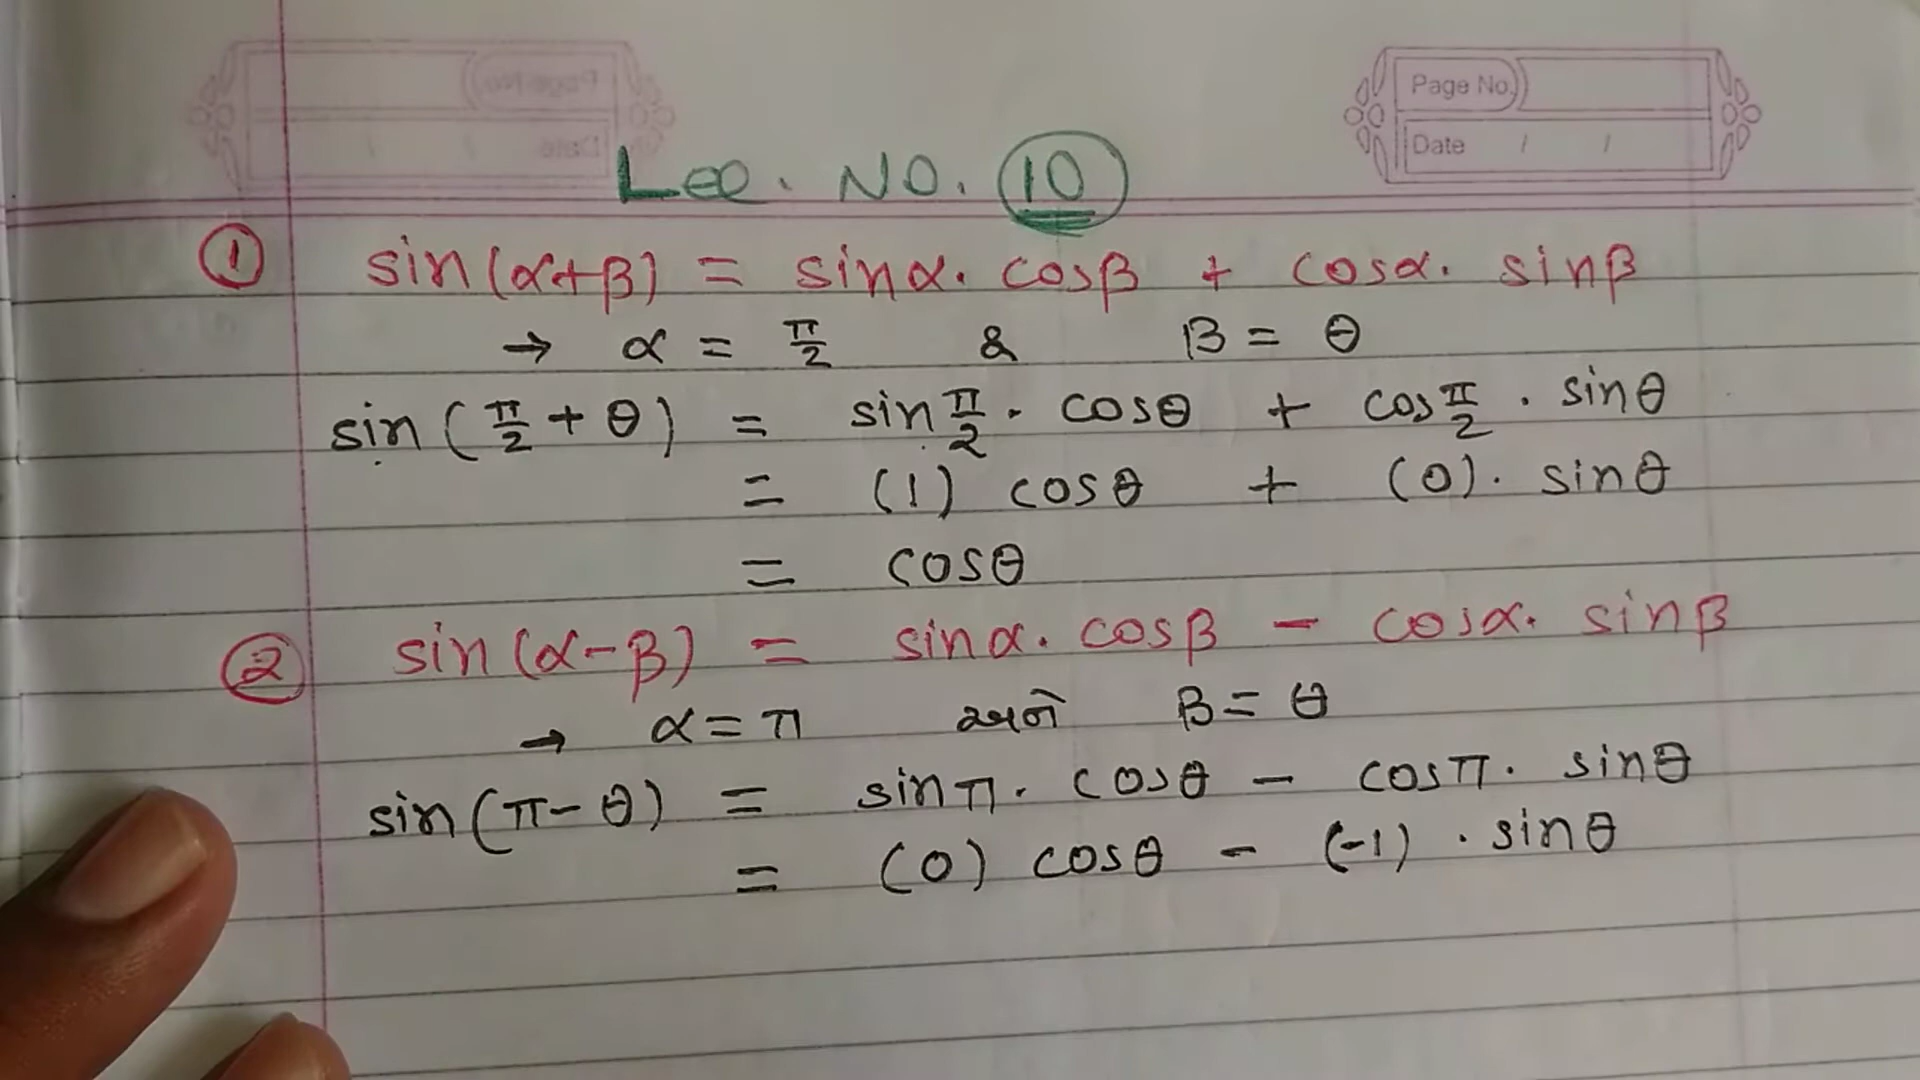 Page No.
Date / /
Lec. No. 10
① sin(α+β) = sinα. cosβ + cosα. sinβ
→ α = π/2 & β = θ
sin(π/2 + θ) = sin π/2 . cosθ + cos π/2 . sinθ
= (1) cosθ + (0). sinθ
= cosθ
② sin(α-β) = sinα. cosβ - cosα. sinβ
→ α = π અને β = θ
sin(π-θ) = sinπ. cosθ - cosπ. sinθ
= (0) cosθ - (-1) . sinθ